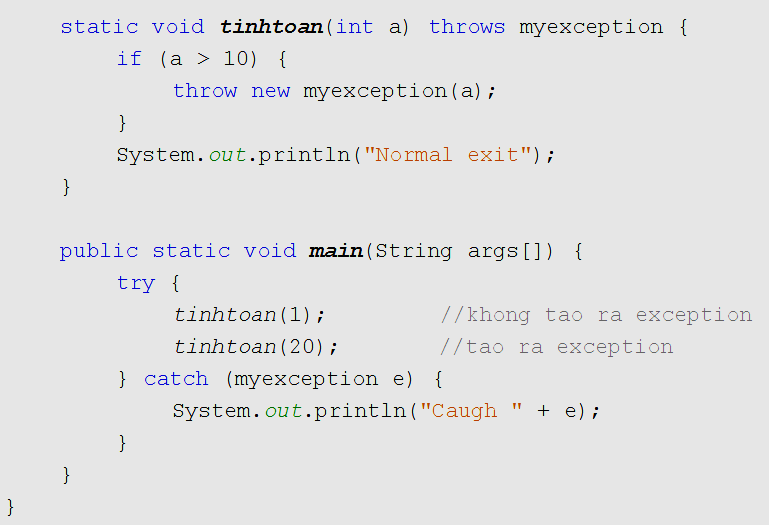 static void tinhtoan(int a) throws myexception {
if (a > 10) {
throw new myexception(a);
}
System.out.println("Normal exit");
}
public static void main(String args[]) {
try {
tinhtoan(1); //khong tao ra exception
tinhtoan(20); //tao ra exception
} catch (myexception e) {
System.out.println("Caugh " + e);
}
}
}